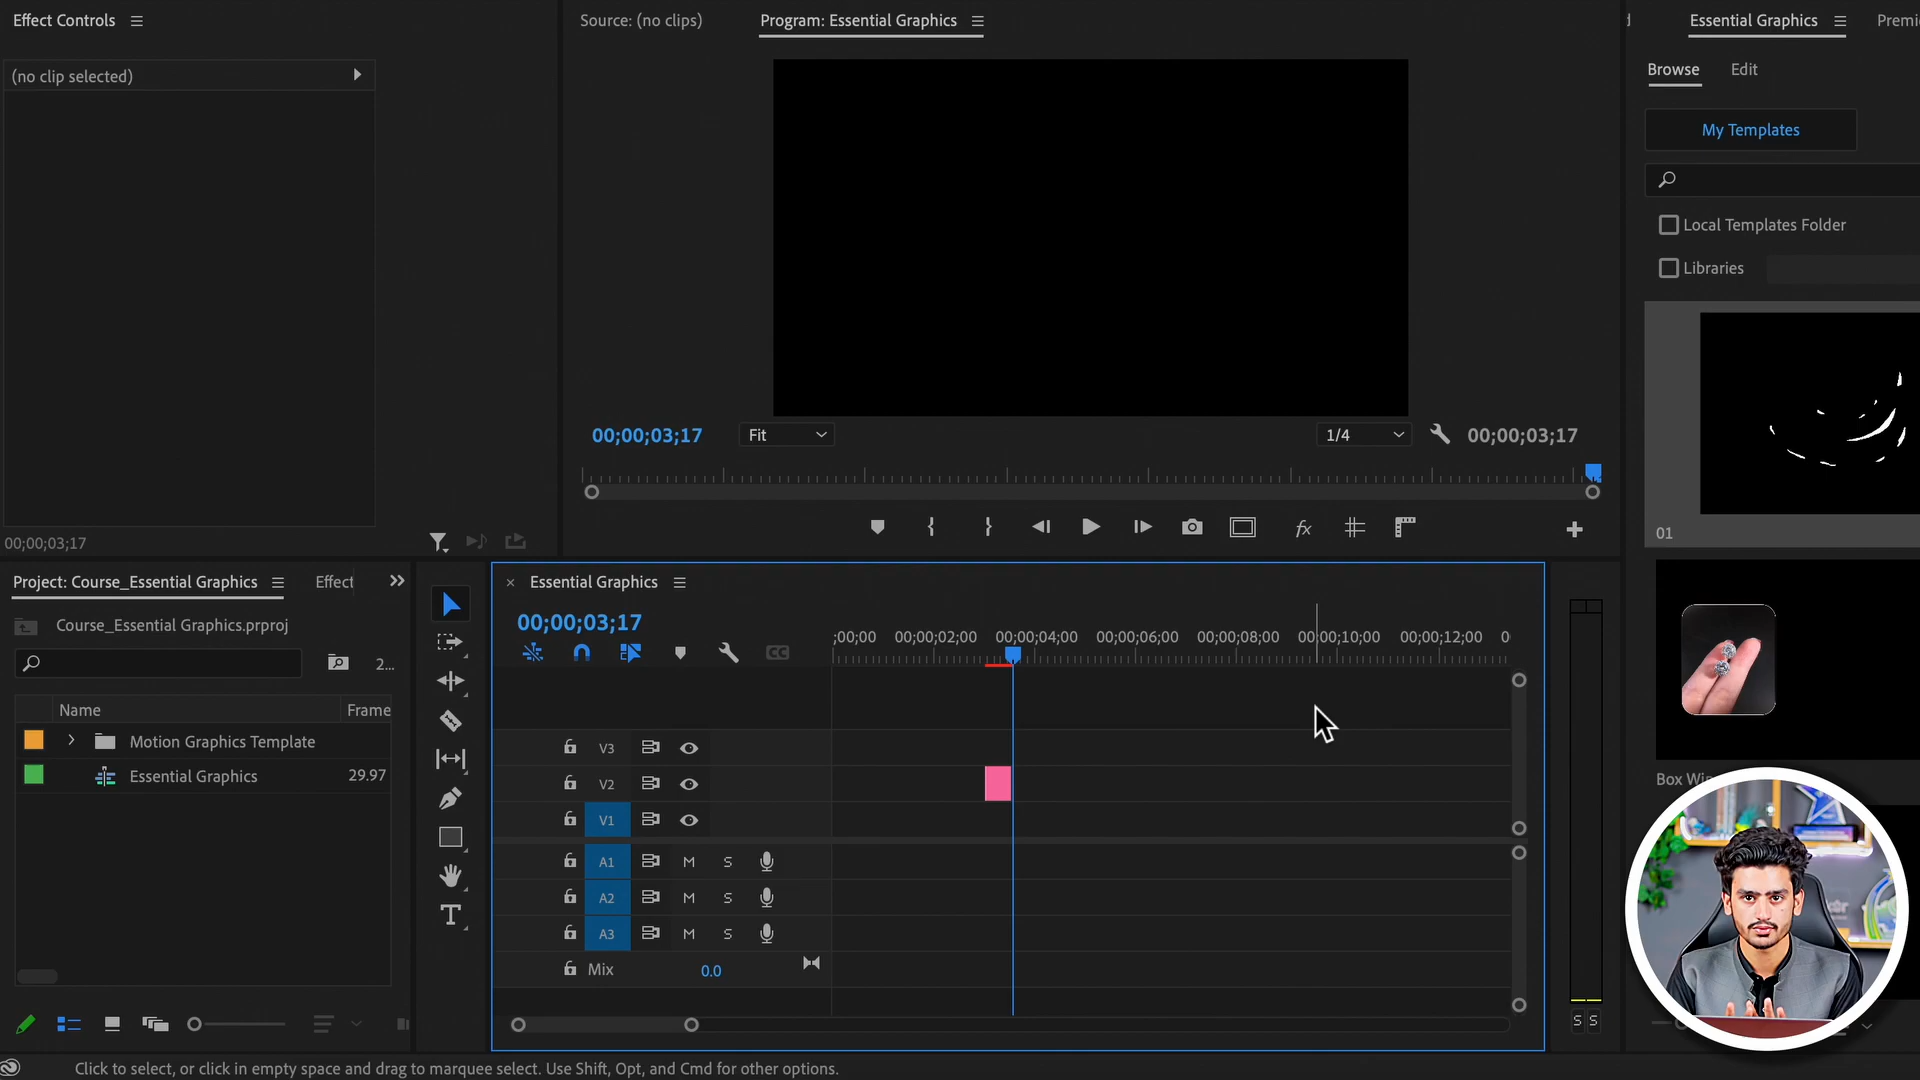 Effect Controls
Source: (no clips)
Program: Essential Graphics
Essential Graphics
Premi
(no clip selected)
Browse
Edit
My Templates
Local Templates Folder
Libraries
00;00;03;17
Fit
1/4
00;00;03;17
01
fx
00;00;03;17
Project: Course_Essential Graphics
Effect
Essential Graphics
Course_Essential Graphics.prproj
00;00;03;17
;00;00
00;00;02;00
00;00;04;00
00;00;06;00
00;00;08;00
00;00;10;00
00;00;12;00
0
CC
2...
Name
Frame
Motion Graphics Template
Essential Graphics
29.97
V3
V2
V1
A1
M
S
A2
M
S
A3
M
S
Mix
0.0
Box Wi
S
S
T
Click to select, or click in empty space and drag to marquee select. Use Shift, Opt, and Cmd for other options.